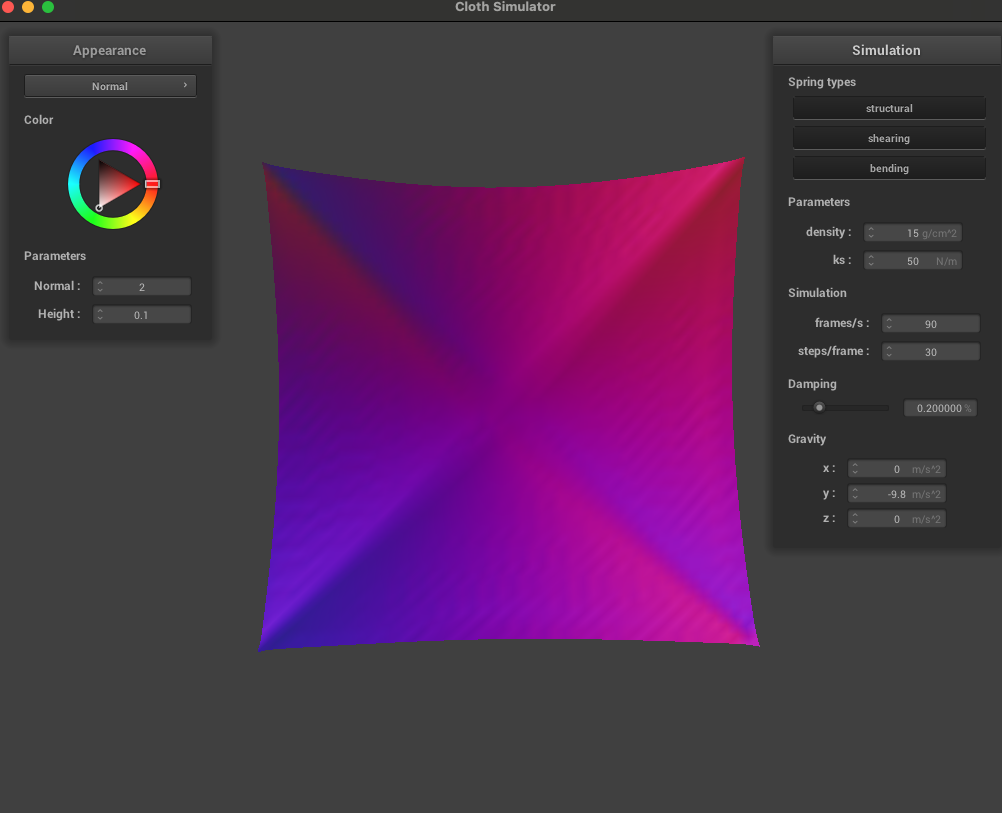 Cloth Simulator
Appearance
Normal
Color
Parameters
Normal : 2
Height : 0.1
Simulation
Spring types
structural
shearing
bending
Parameters
density : 15 g/cm^2
ks : 50 N/m
Simulation
frames/s : 90
steps/frame : 30
Damping
0.200000 %
Gravity
x : 0 m/s^2
y : -9.8 m/s^2
z : 0 m/s^2